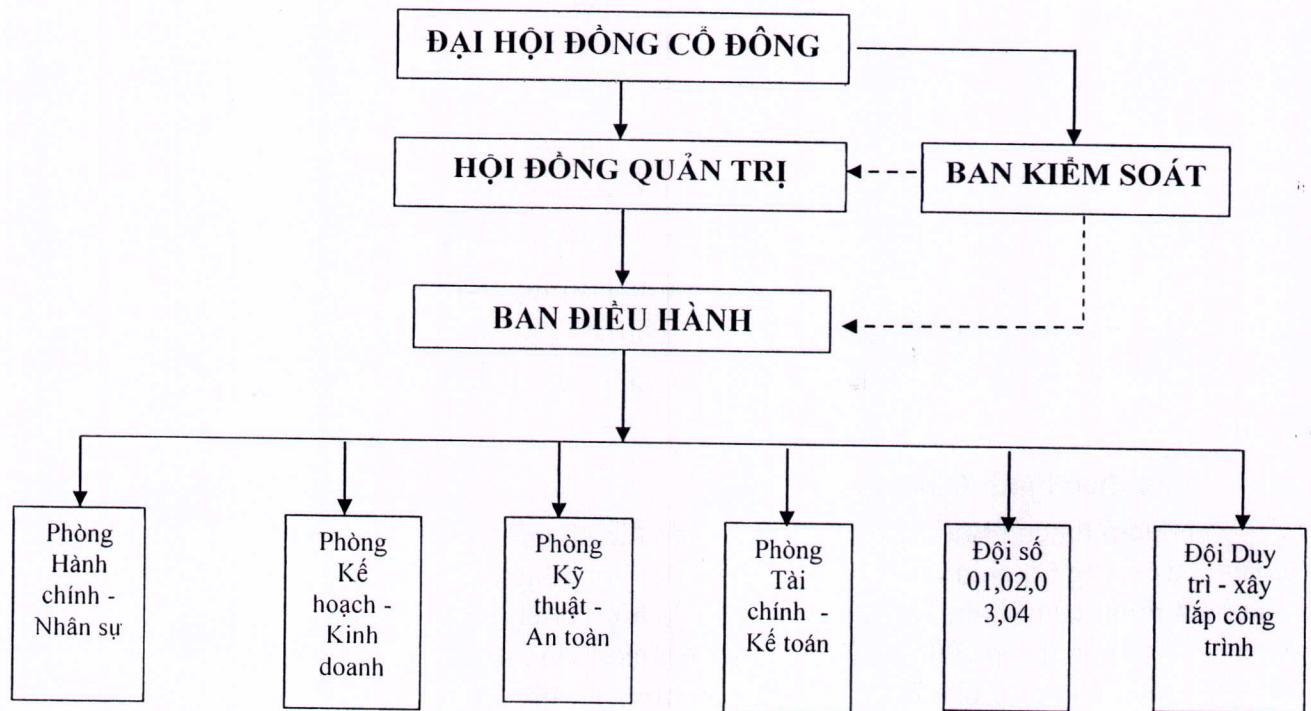 ĐẠI HỘI ĐỒNG CỔ ĐÔNG
HỘI ĐỒNG QUẢN TRỊ
BAN KIỂM SOÁT
BAN ĐIỀU HÀNH
Phòng
Hành
chính -
Nhân sự
Phòng
Kế
hoạch -
Kinh
doanh
Phòng
Kỹ
thuật -
An toàn
Phòng
Tài
chính -
Kế toán
Đội số
01,02,0
3,04
Đội Duy
trì - xây
lắp công
trình